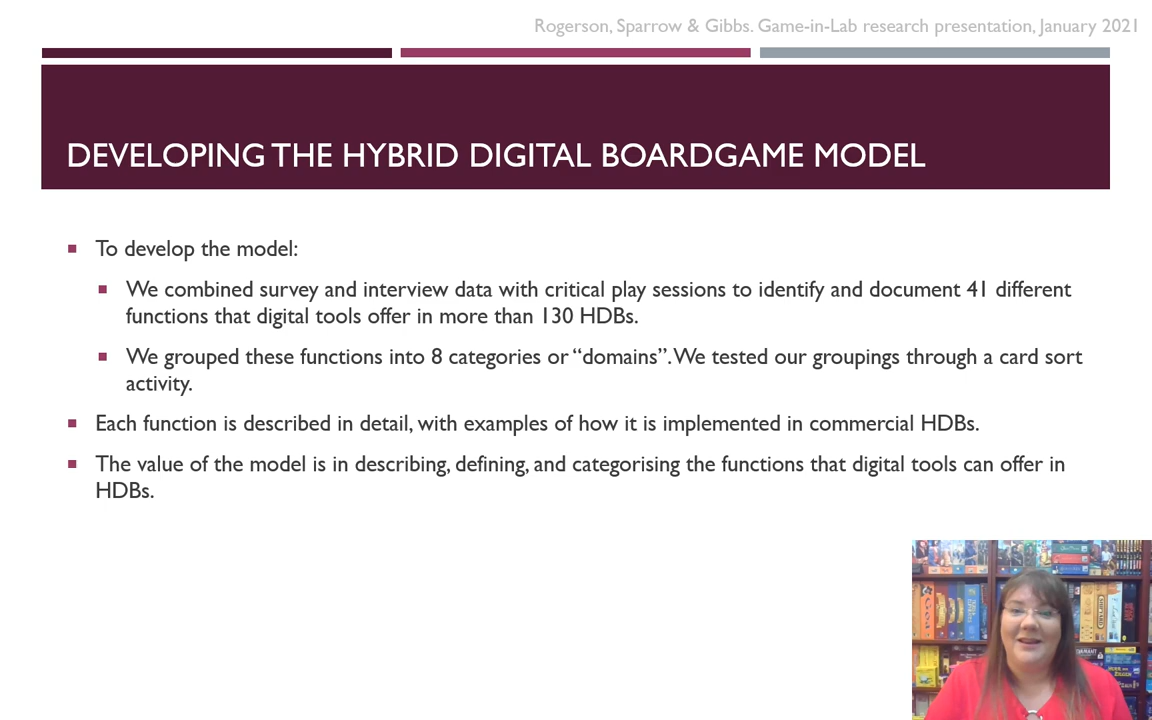 Rogerson, Sparrow & Gibbs. Game-in-Lab research presentation, January 2021
DEVELOPING THE HYBRID DIGITAL BOARDGAME MODEL
To develop the model:
We combined survey and interview data with critical play sessions to identify and document 41 different
functions that digital tools offer in more than 130 HDBs.
We grouped these functions into 8 categories or “domains”. We tested our groupings through a card sort
activity.
Each function is described in detail, with examples of how it is implemented in commercial HDBs.
The value of the model is in describing, defining, and categorising the functions that digital tools can offer in
HDBs.